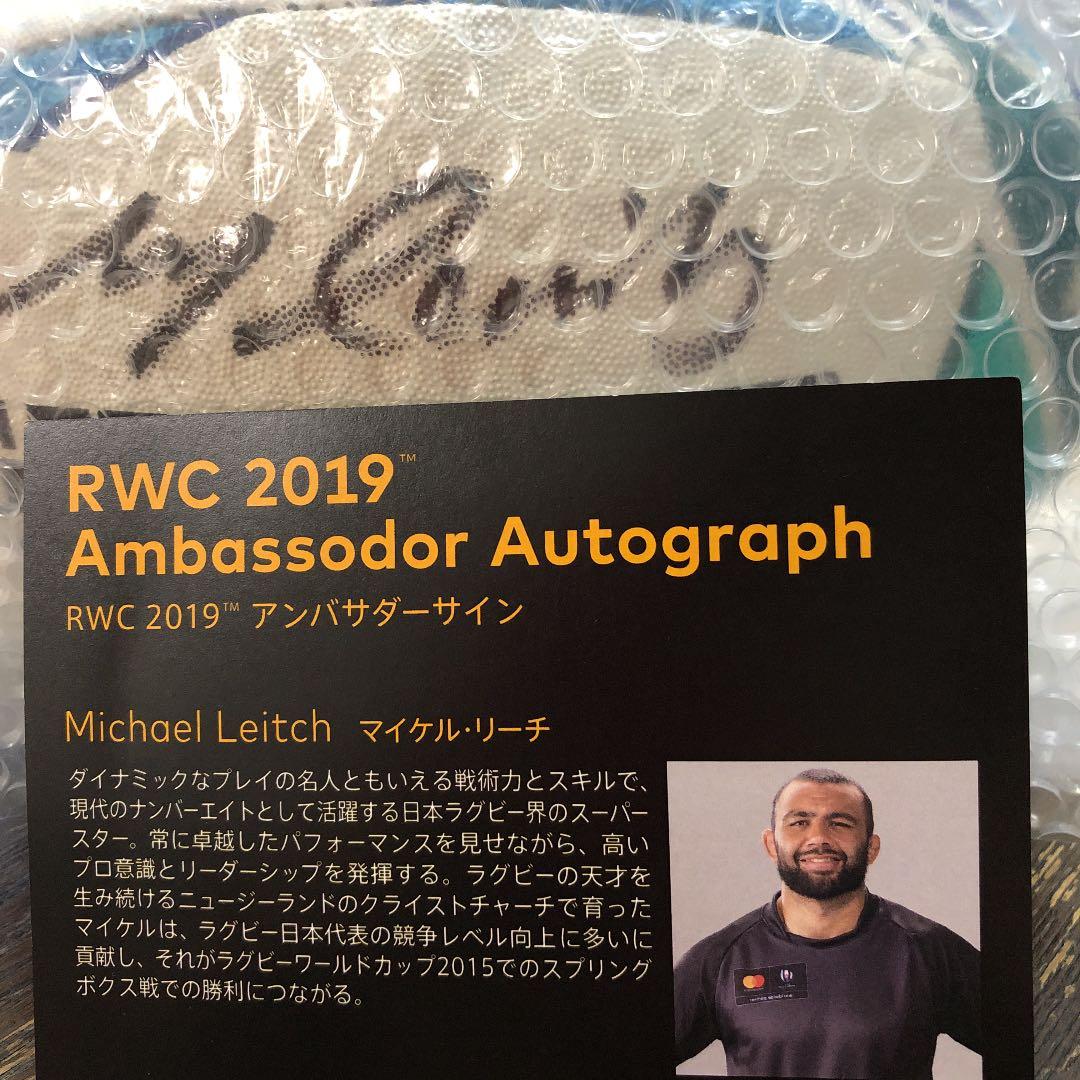 RWC 2019™
Ambassodor Autograph
RWC 2019™ アンバサダーサイン
Michael Leitch マイケル・リーチ
ダイナミックなプレイの名人ともいえる戦術力とスキルで、
現代のナンバーエイトとして活躍する日本ラグビー界のスーパー
スター。常に卓越したパフォーマンスを見せながら、高い
プロ意識とリーダーシップを発揮する。ラグビーの天才を
生み続けるニュージーランドのクライストチャーチで育った
マイケルは、ラグビー日本代表の競争レベル向上に多いに
貢献し、それがラグビーワールドカップ2015でのスプリング
ボクス戦での勝利につながる。